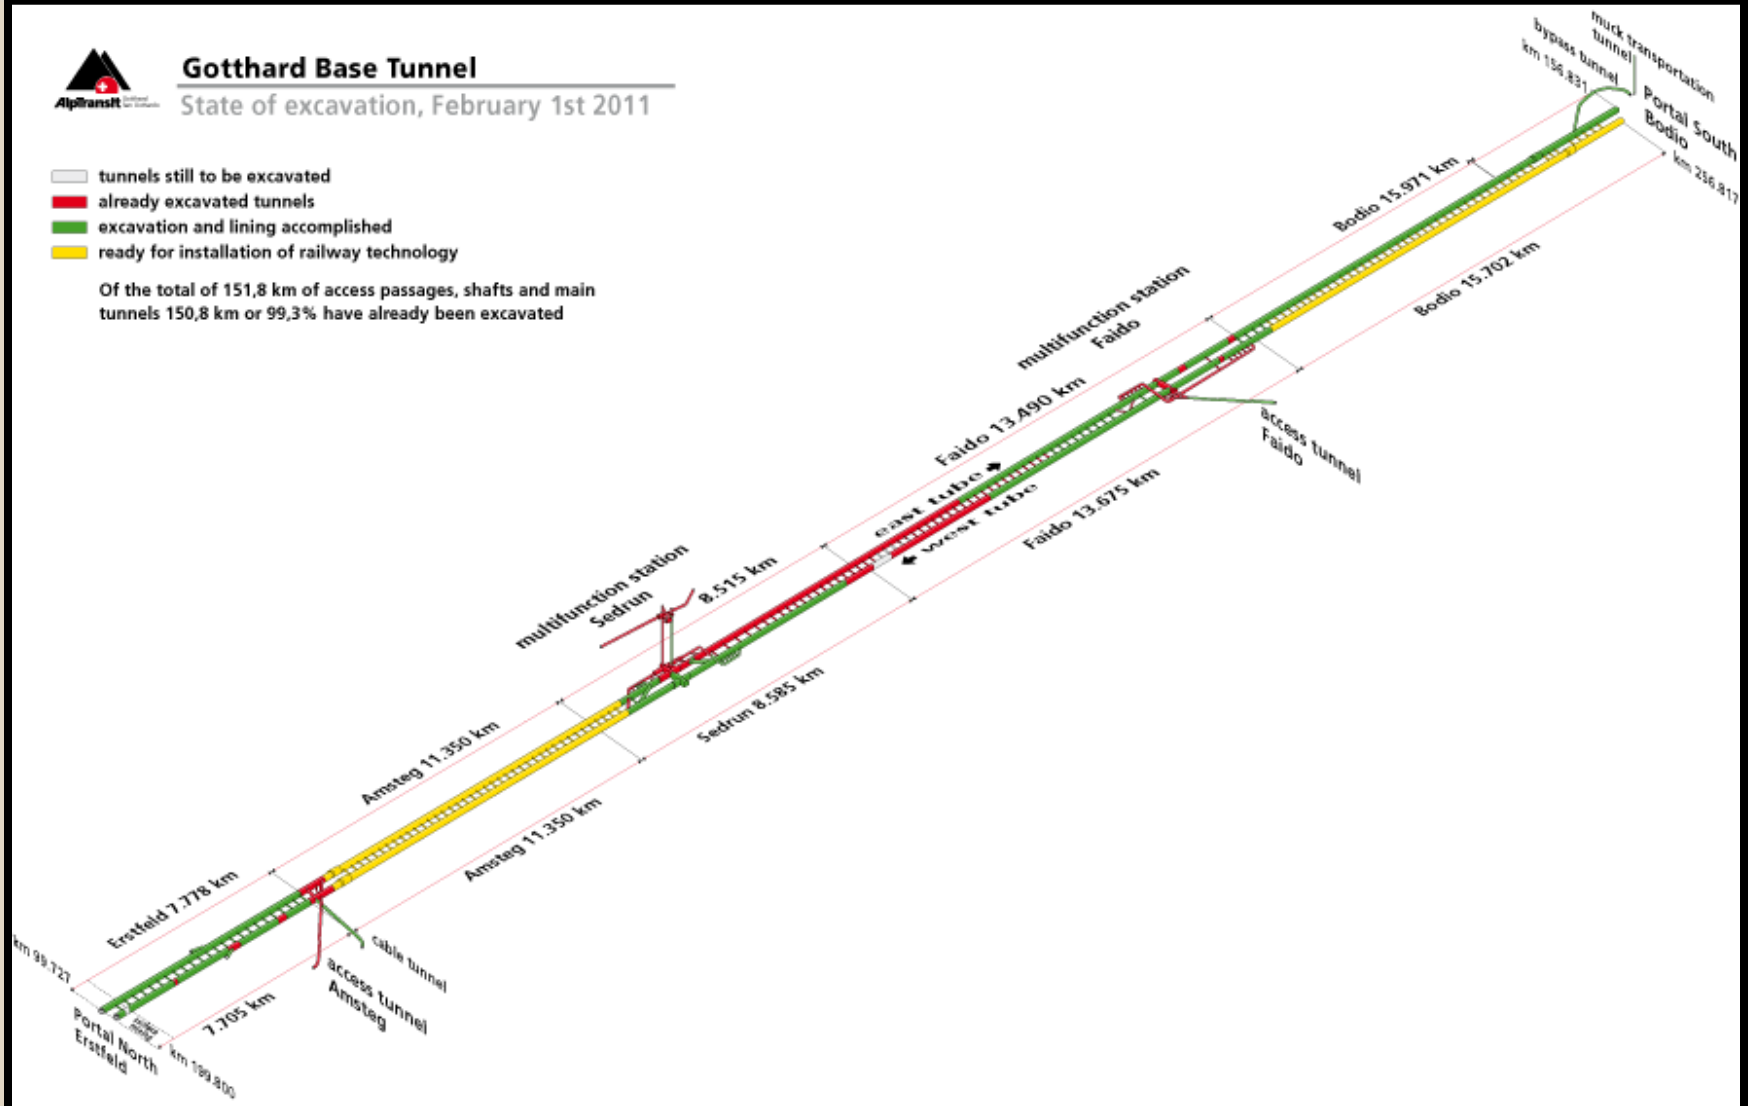 Gotthard Base Tunnel
State of excavation, February 1st 2011
AlpTransit
tunnels still to be excavated
already excavated tunnels
excavation and lining accomplished
ready for installation of railway technology
Of the total of 151,8 km of access passages, shafts and main
tunnels 150,8 km or 99,3% have already been excavated
muck transportation
tunnel
bypass tunnel
km 156.831
Portal South
Bodio
km 256.817
Bodio 15.971 km
Bodio 15.702 km
multifunction station
Faido
Faido 13.490 km
access tunnel
Faido
east tube
west tube
Faido 13.675 km
multifunction station
Sedrun
8.515 km
Sedrun 8.585 km
Amsteg 11.350 km
Amsteg 11.350 km
Erstfeld 7.778 km
km 99.727
cable tunnel
access tunnel
Amsteg
7.705 km
Portal North
Erstfeld
km 199.800